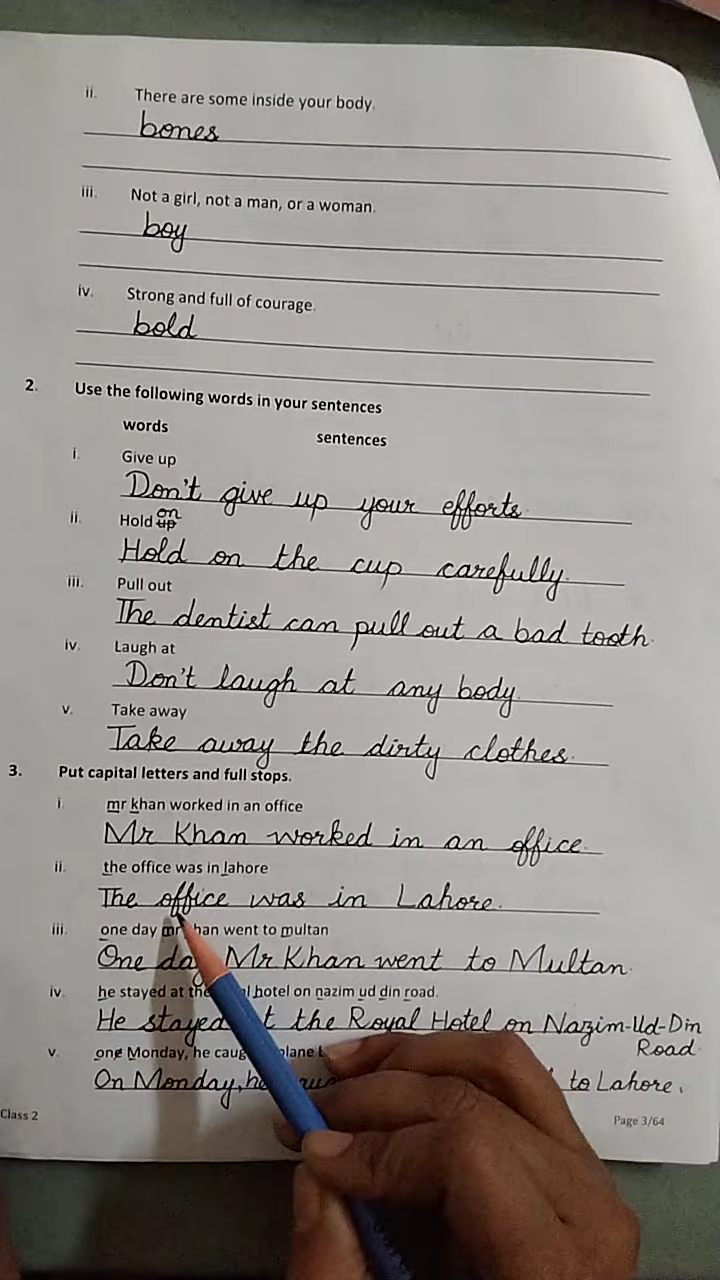 ii. There are some inside your body.
bones
iii. Not a girl, not a man, or a woman.
boy
iv. Strong and full of courage.
bold
2. Use the following words in your sentences
words sentences
i. Give up
Don't give up your efforts.
on
ii. Hold up
Hold on the cup carefully.
iii. Pull out
The dentist can pull out a bad tooth.
iv. Laugh at
Don't laugh at any body.
v. Take away
Take away the dirty clothes.
3. Put capital letters and full stops.
i. mr khan worked in an office
Mr Khan worked in an office.
ii. the office was in lahore
The office was in Lahore.
iii. one day mr han went to multan
One day Mr Khan went to Multan.
iv. he stayed at the hotel on nazim ud din road.
He stayed the Royal Hotel on Nazim-Ud-Din
Road.
v. one Monday, he plane
On Monday, he to Lahore.
Class 2 Page 3/64